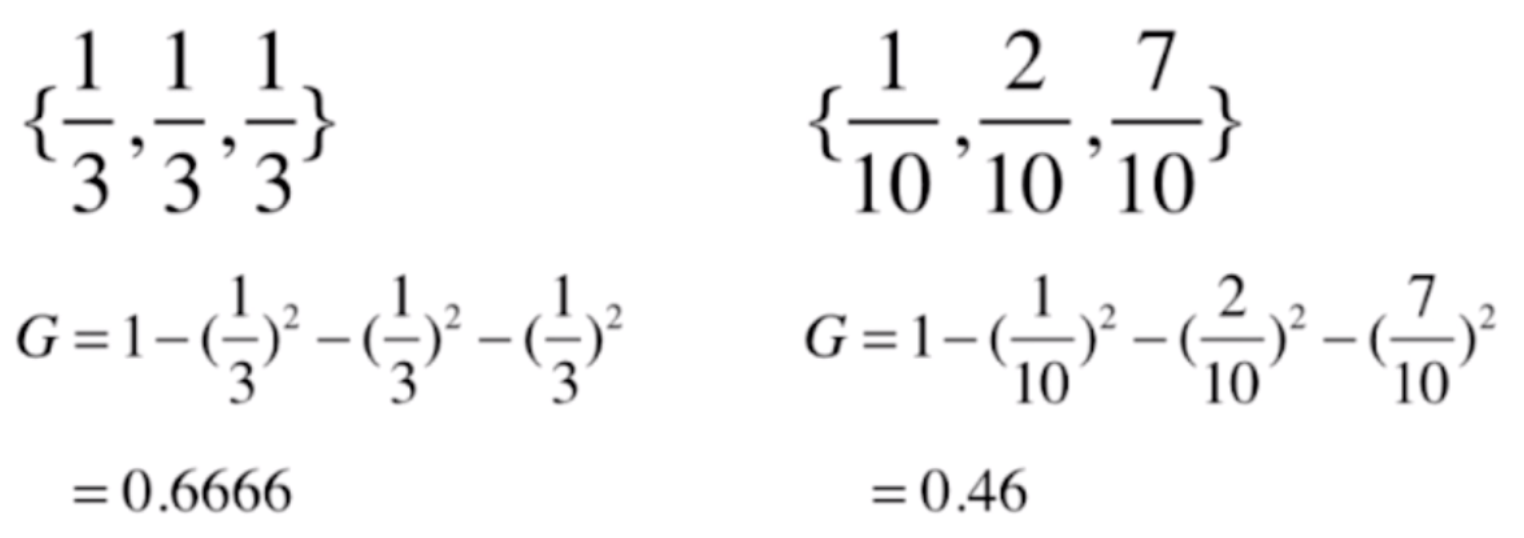 {1/3, 1/3, 1/3}
G = 1 − (1/3)² − (1/3)² − (1/3)²
= 0.6666
{1/10, 2/10, 7/10}
G = 1 − (1/10)² − (2/10)² − (7/10)²
= 0.46